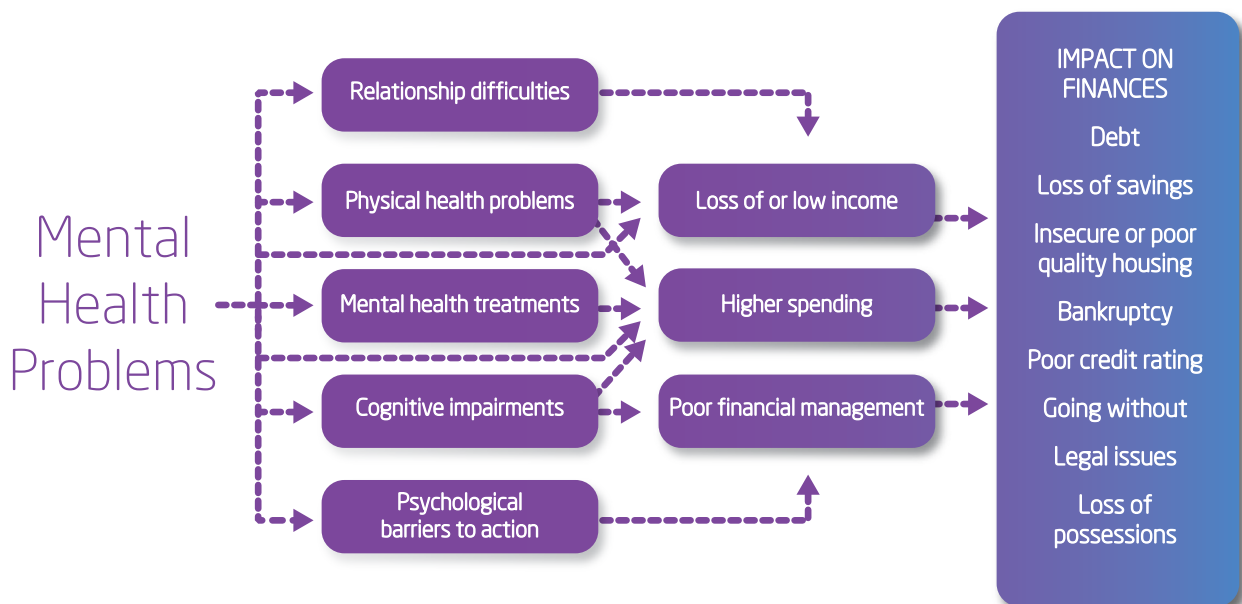 Mental
Health
Problems
Relationship difficulties
Physical health problems
Mental health treatments
Cognitive impairments
Psychological
barriers to action
Loss of or low income
Higher spending
Poor financial management
IMPACT ON
FINANCES
Debt
Loss of savings
Insecure or poor
quality housing
Bankruptcy
Poor credit rating
Going without
Legal issues
Loss of
possessions